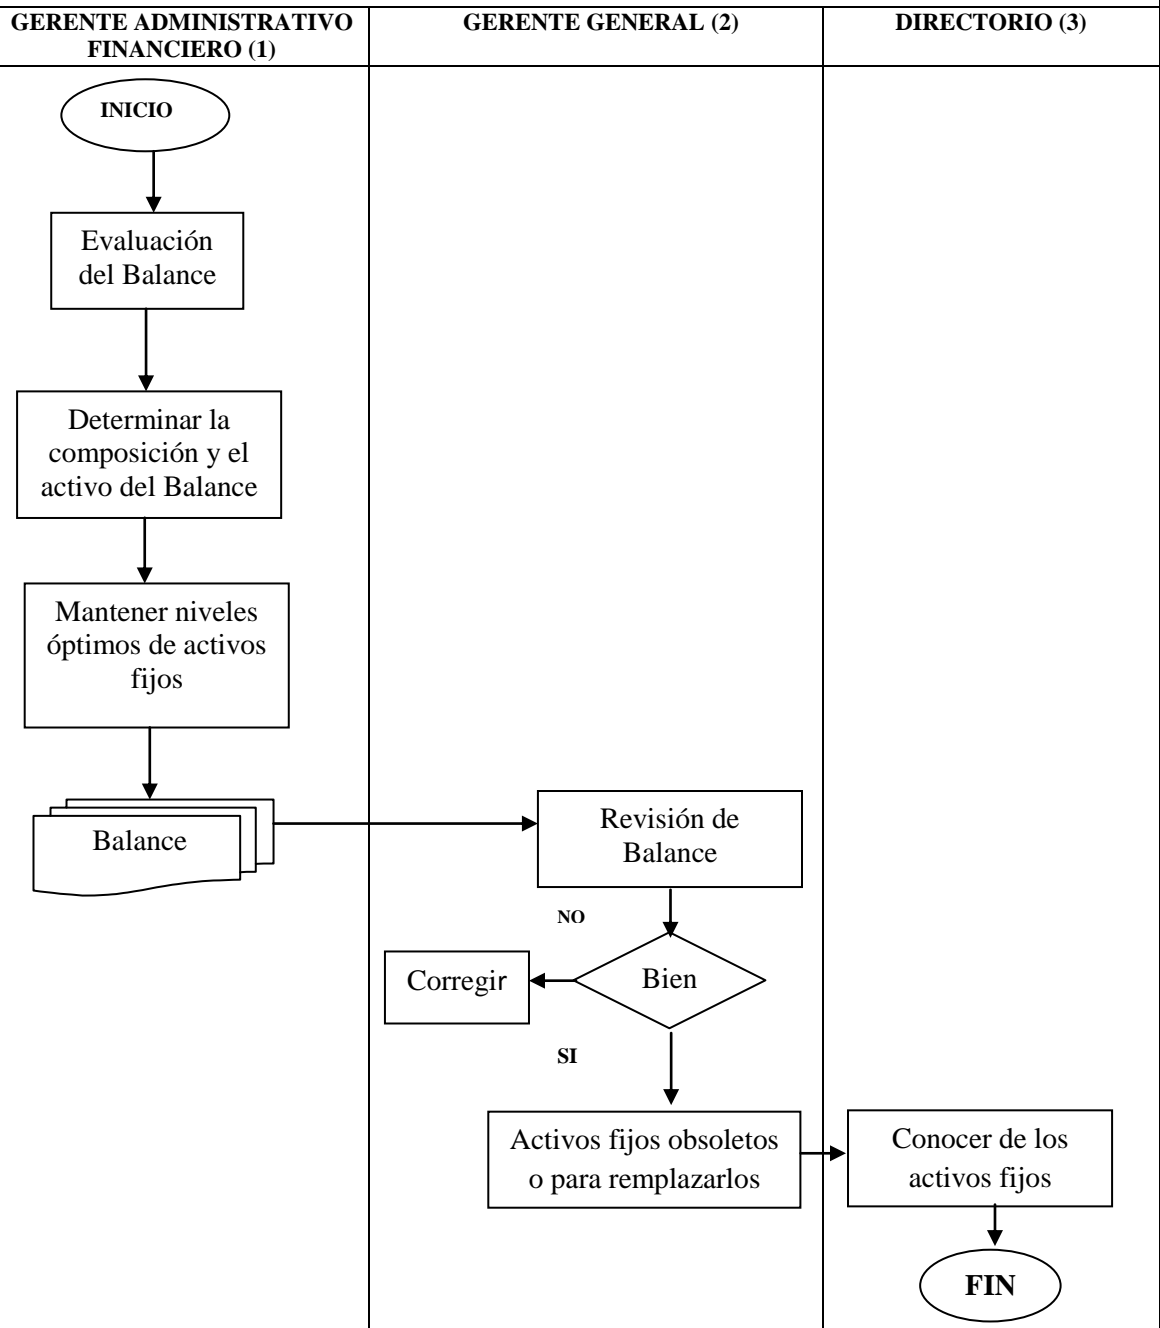 GERENTE ADMINISTRATIVO
FINANCIERO (1)
GERENTE GENERAL (2)
DIRECTORIO (3)
INICIO
Evaluación
del Balance
Determinar la
composición y el
activo del Balance
Mantener niveles
óptimos de activos
fijos
Balance
Revisión de
Balance
NO
Bien
Corregir
SI
Activos fijos obsoletos
o para remplazarlos
Conocer de los
activos fijos
FIN